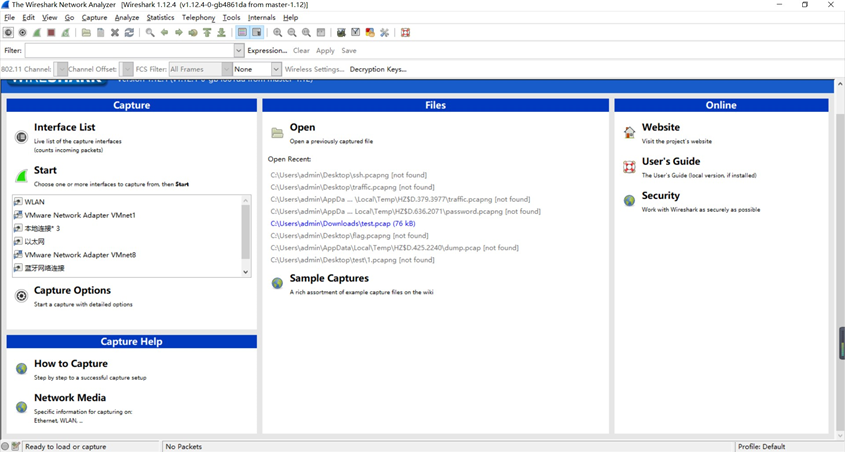 The Wireshark Network Analyzer [Wireshark 1.12.4 (v1.12.4-0-gb4861da from master-1.12)]
File Edit View Go Capture Analyze Statistics Telephony Tools Internals Help
Filter: Expression... Clear Apply Save
802.11 Channel: Channel Offset: FCS Filter: All Frames None Wireless Settings... Decryption Keys...
Capture
Interface List
Live list of the capture interfaces
(counts incoming packets)
Start
Choose one or more interfaces to capture from, then Start
WLAN
VMware Network Adapter VMnet1
本地连接* 3
以太网
VMware Network Adapter VMnet8
蓝牙网络连接
Capture Options
Start a capture with detailed options
Capture Help
How to Capture
Step by step to a successful capture setup
Network Media
Specific information for capturing on:
Ethernet, WLAN, ...
Files
Open
Open a previously captured file
Open Recent:
C:\Users\admin\Desktop\ssh.pcapng [not found]
C:\Users\admin\Desktop\traffic.pcapng [not found]
C:\Users\admin\AppDa ... \Local\Temp\HZ$D.379.3977\traffic.pcapng [not found]
C:\Users\admin\AppDa ... Local\Temp\HZ$D.636.2071\password.pcapng [not found]
C:\Users\admin\Downloads\test.pcap (76 kB)
C:\Users\admin\Desktop\flag.pcapng [not found]
C:\Users\admin\AppData\Local\Temp\HZ$D.425.2240\dump.pcap [not found]
C:\Users\admin\Desktop\test\1.pcapng [not found]
Sample Captures
A rich assortment of example capture files on the wiki
Online
Website
Visit the project's website
User's Guide
The User's Guide (local version, if installed)
Security
Work with Wireshark as securely as possible
Ready to load or capture
No Packets
Profile: Default